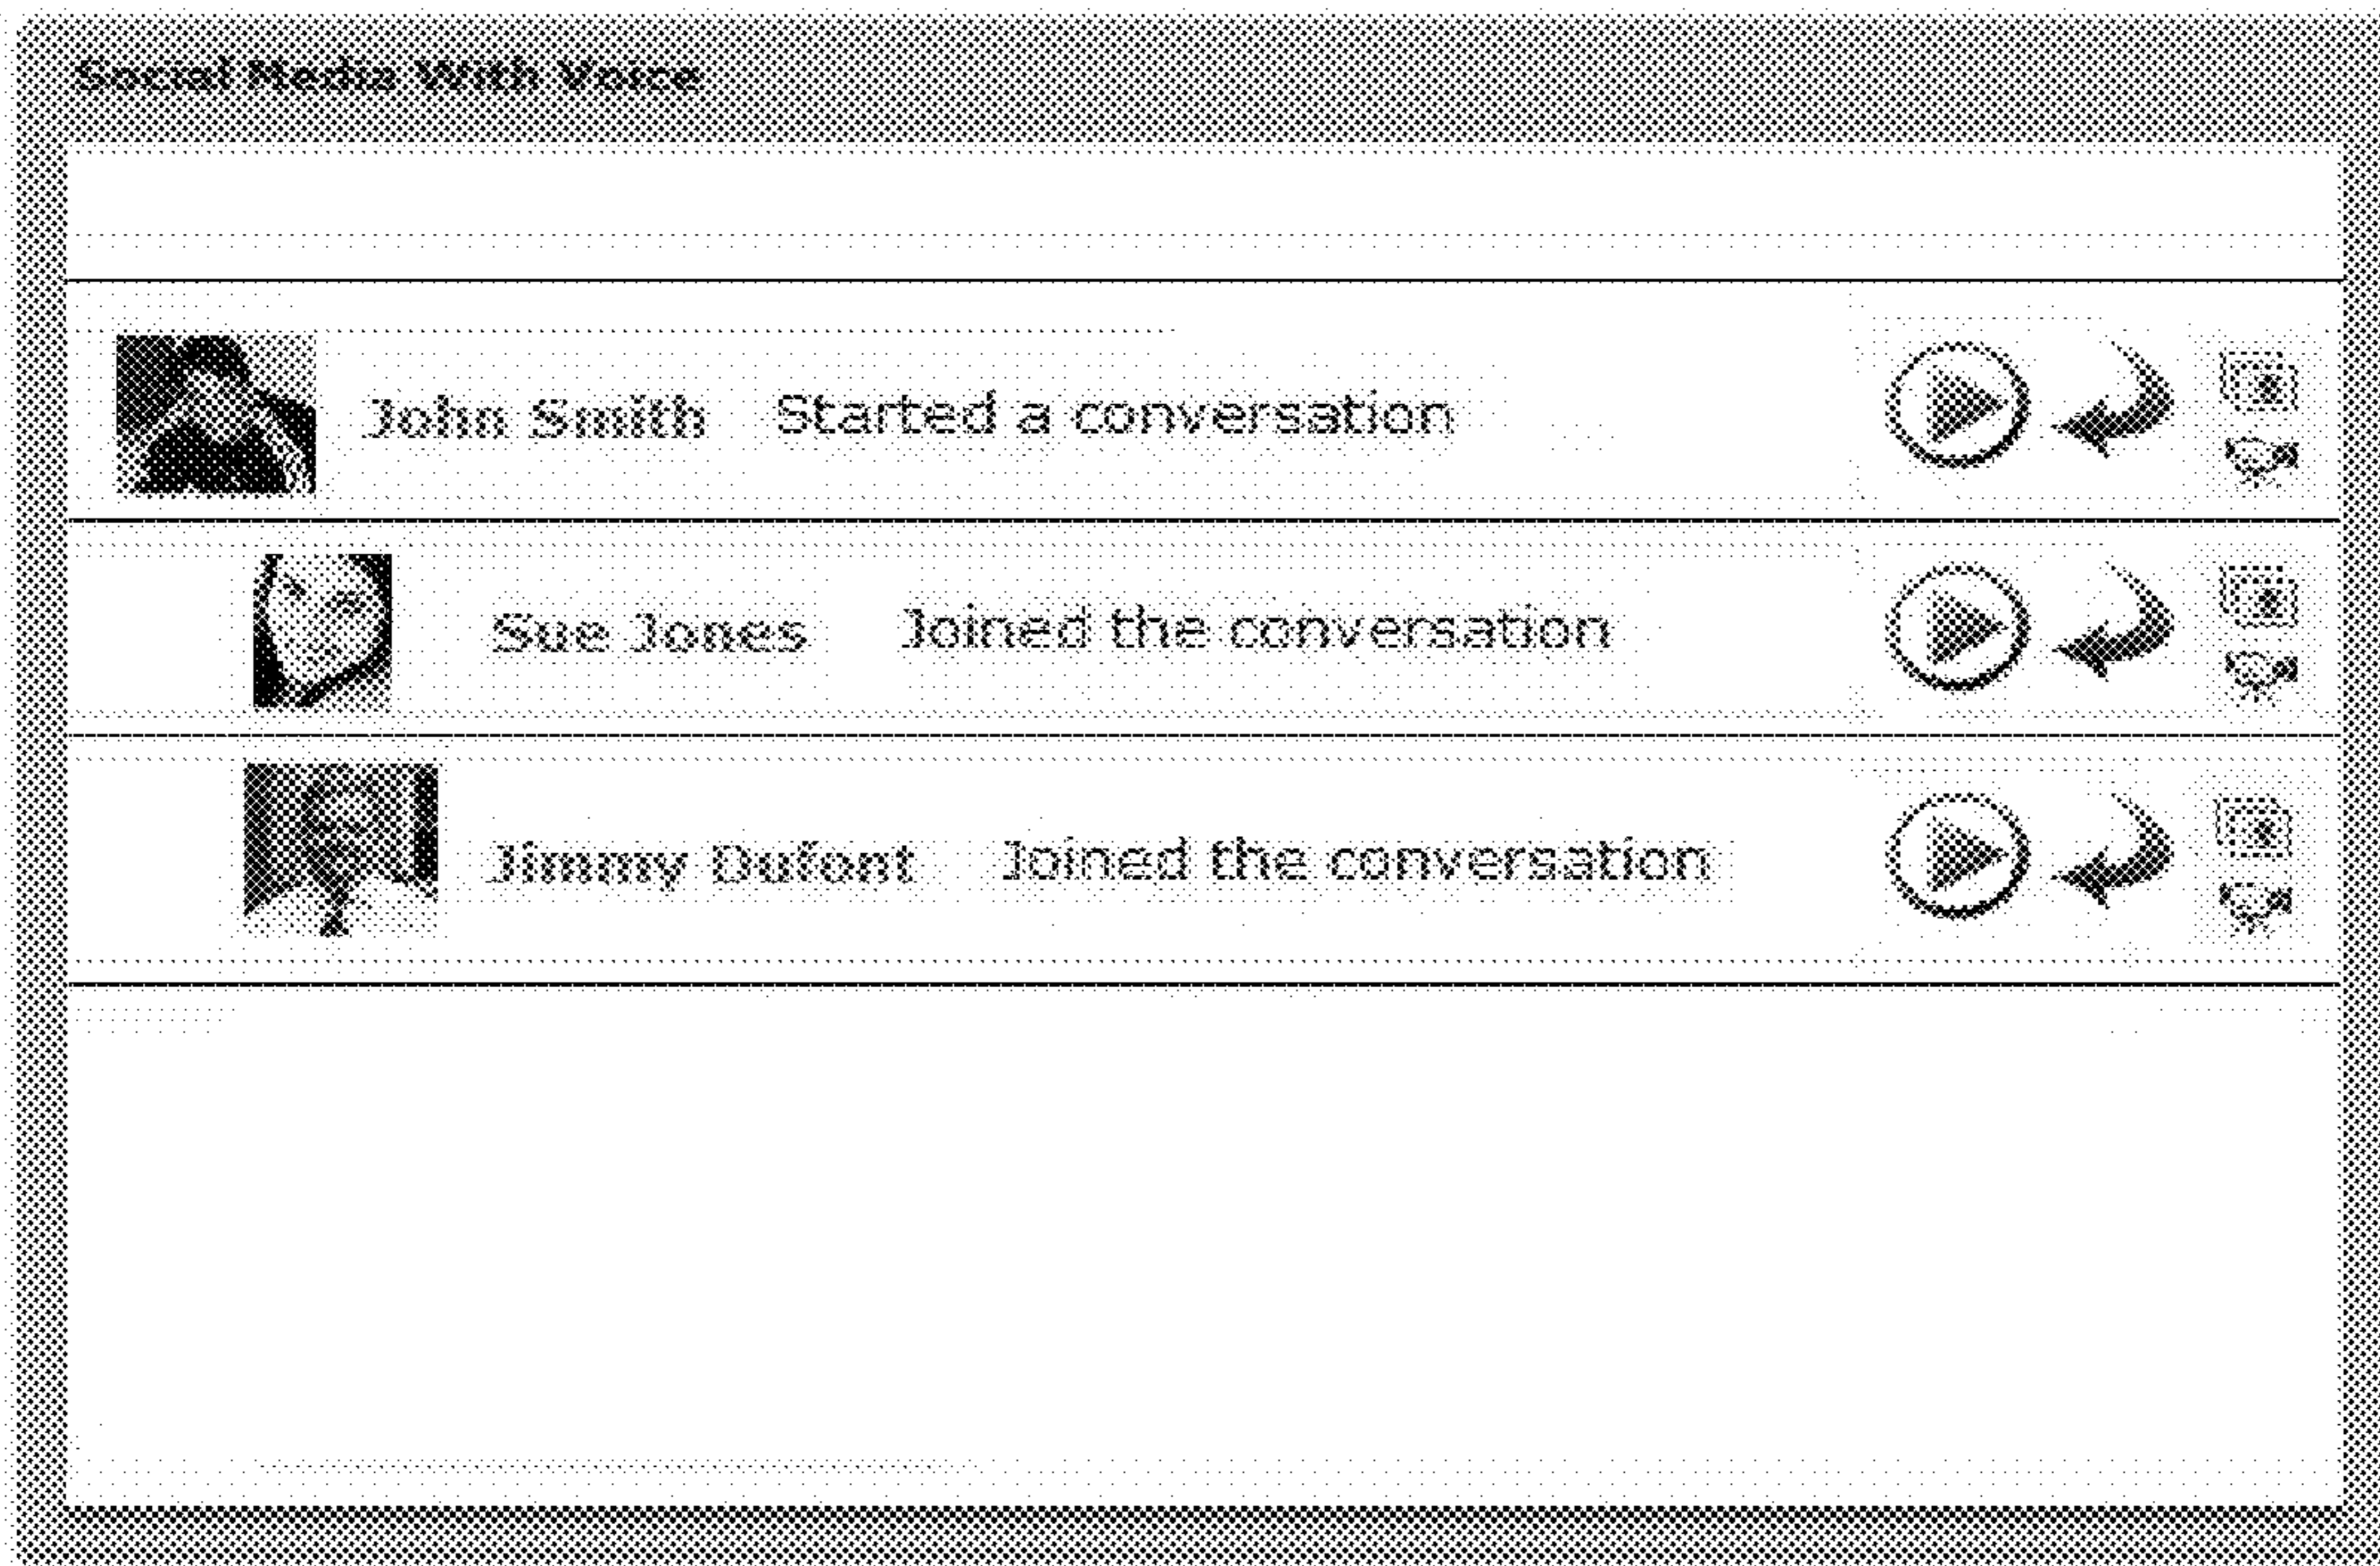 Social Media With Voice
John Smith Started a conversation
Sue Jones Joined the conversation
Jimmy Dufont Joined the conversation